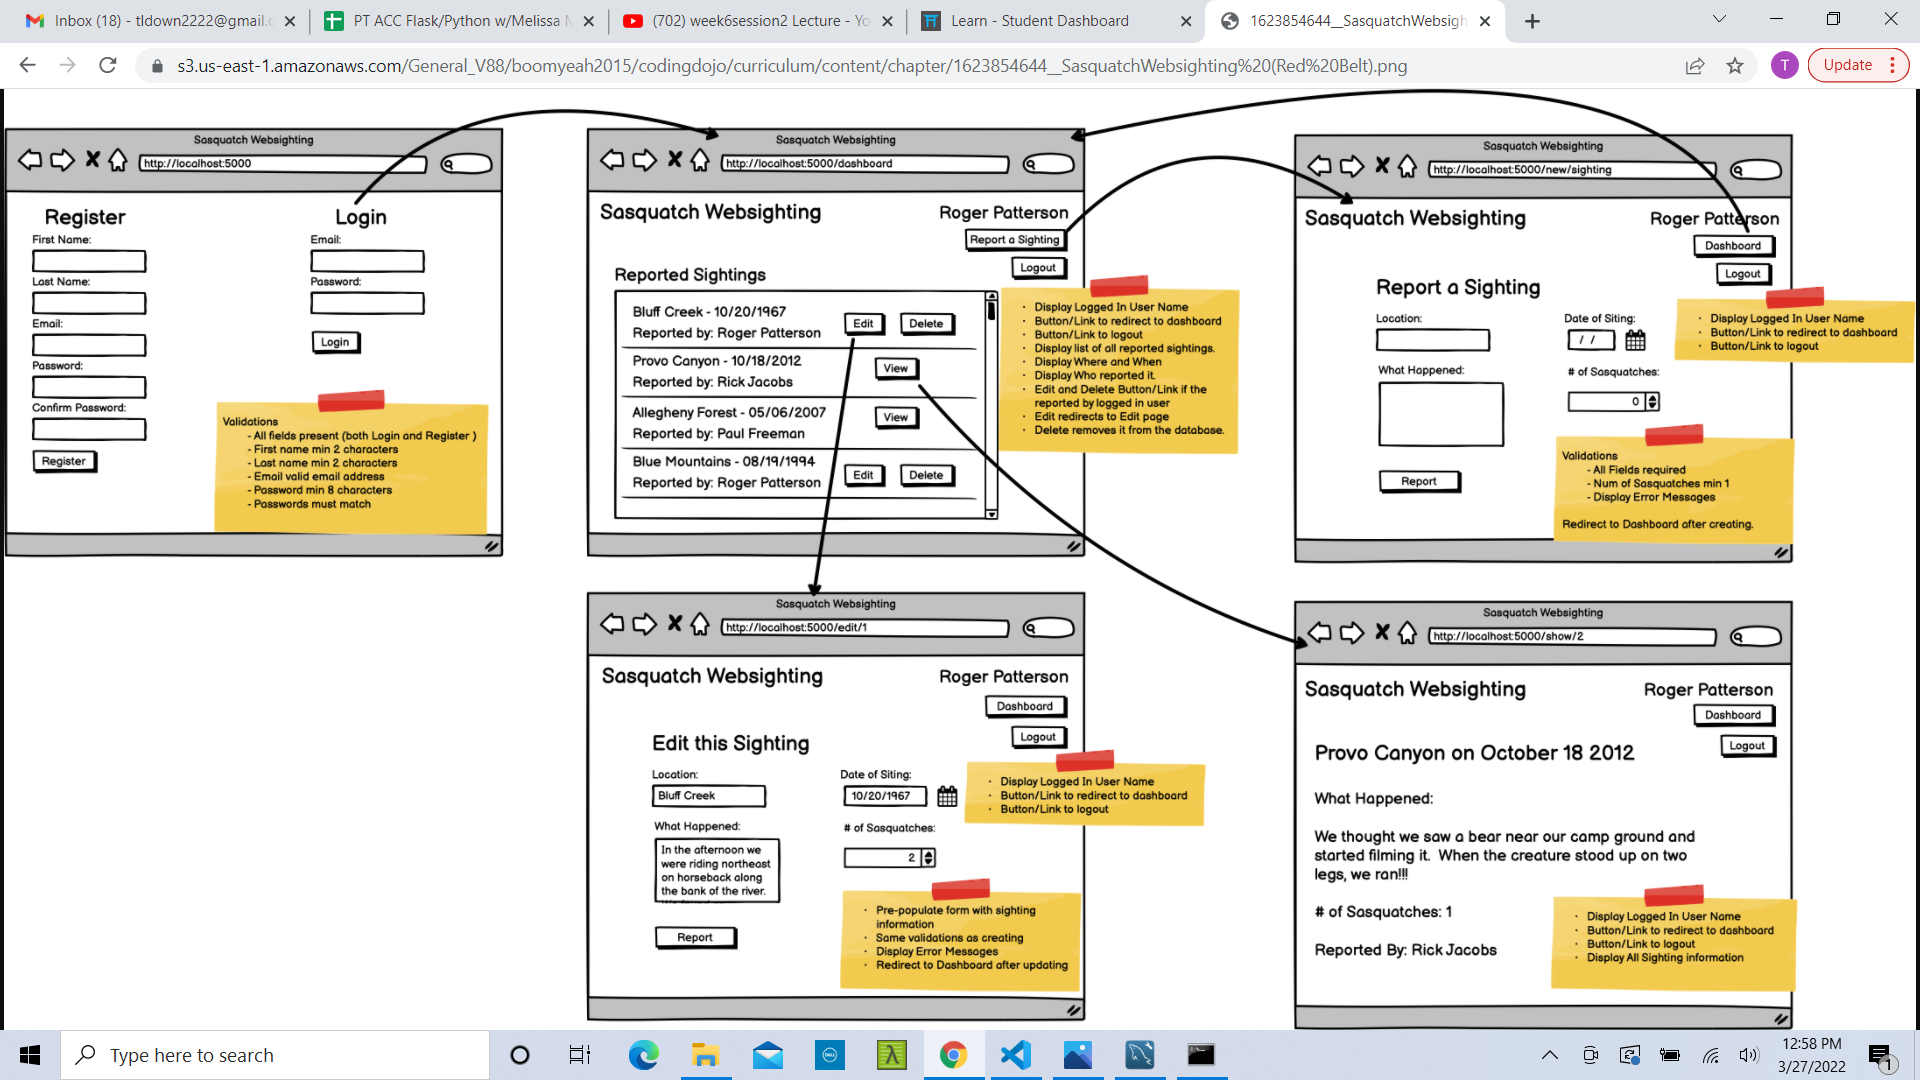 Inbox (18) - tldown2222@gmail.c
PT ACC Flask/Python w/Melissa M
(702) week6session2 Lecture - Yo
Learn - Student Dashboard
1623854644__SasquatchWebsigh
s3.us-east-1.amazonaws.com/General_V88/boomyeah2015/codingdojo/curriculum/content/chapter/1623854644__SasquatchWebsighting%20(Red%20Belt).png
T
Update
Sasquatch Websighting
http://localhost:5000
Register
Login
First Name:
Email:
Last Name:
Password:
Email:
Login
Password:
Confirm Password:
Register
Validations
- All fields present (both Login and Register )
- First name min 2 characters
- Last name min 2 characters
- Email valid email address
- Password min 8 characters
- Passwords must match
Sasquatch Websighting
http://localhost:5000/dashboard
Sasquatch Websighting
Roger Patterson
Report a Sighting
Logout
Reported Sightings
Bluff Creek - 10/20/1967
Reported by: Roger Patterson
Edit
Delete
Provo Canyon - 10/18/2012
Reported by: Rick Jacobs
View
Allegheny Forest - 05/06/2007
Reported by: Paul Freeman
View
Blue Mountains - 08/19/1994
Reported by: Roger Patterson
Edit
Delete
· Display Logged In User Name
· Button/Link to redirect to dashboard
· Button/Link to logout
· Display list of all reported sightings.
· Display Where and When
· Display Who reported it.
· Edit and Delete Button/Link if the
reported by logged in user
· Edit redirects to Edit page
· Delete removes it from the database.
Sasquatch Websighting
http://localhost:5000/new/sighting
Sasquatch Websighting
Roger Patterson
Dashboard
Logout
Report a Sighting
Location:
Date of Siting:
/ /
What Happened:
# of Sasquatches:
0
Report
· Display Logged In User Name
· Button/Link to redirect to dashboard
· Button/Link to logout
Validations
- All Fields required
- Num of Sasquatches min 1
- Display Error Messages
Redirect to Dashboard after creating.
Sasquatch Websighting
http://localhost:5000/edit/1
Sasquatch Websighting
Roger Patterson
Dashboard
Logout
Edit this Sighting
Location:
Bluff Creek
Date of Siting:
10/20/1967
What Happened:
In the afternoon we
were riding northeast
on horseback along
the bank of the river.
# of Sasquatches:
2
Report
· Display Logged In User Name
· Button/Link to redirect to dashboard
· Button/Link to logout
· Pre-populate form with sighting
information
· Same validations as creating
· Display Error Messages
· Redirect to Dashboard after updating
Sasquatch Websighting
http://localhost:5000/show/2
Sasquatch Websighting
Roger Patterson
Dashboard
Logout
Provo Canyon on October 18 2012
What Happened:
We thought we saw a bear near our camp ground and
started filming it. When the creature stood up on two
legs, we ran!!!
# of Sasquatches: 1
Reported By: Rick Jacobs
· Display Logged In User Name
· Button/Link to redirect to dashboard
· Button/Link to logout
· Display All Sighting information
Type here to search
DELL
12:58 PM
3/27/2022
1